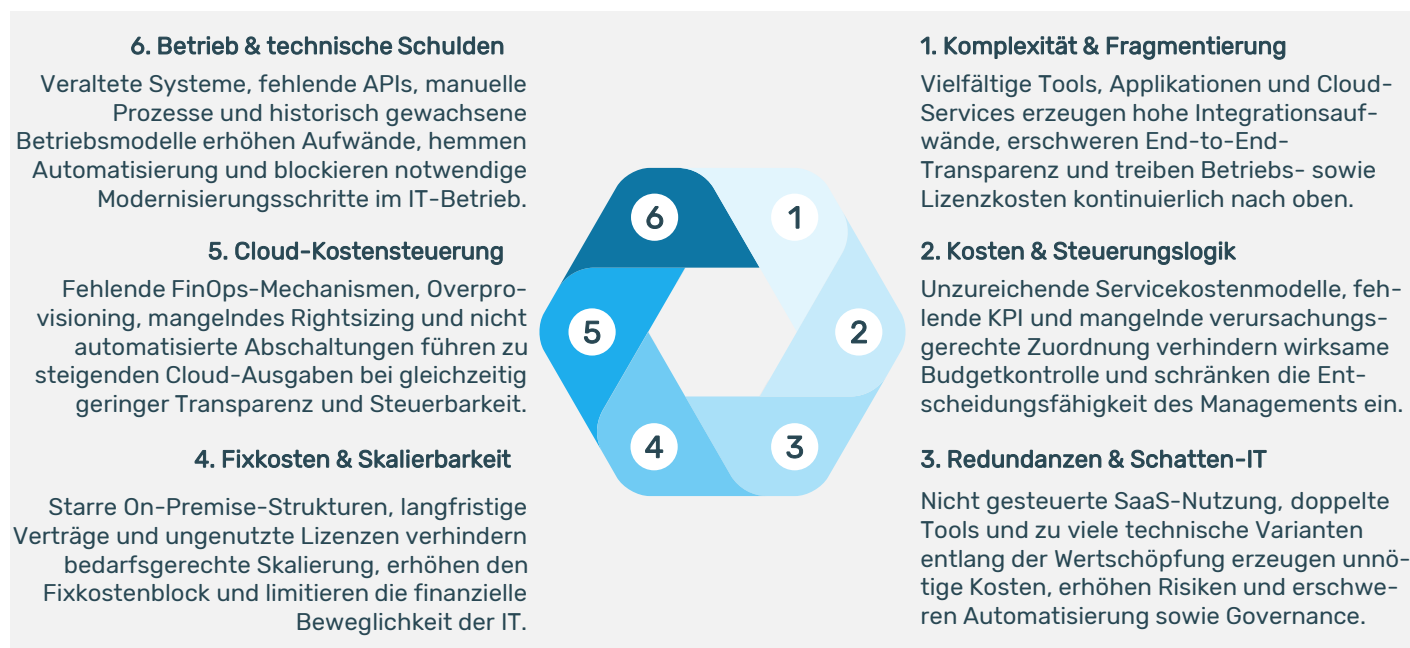 6. Betrieb & technische Schulden
Veraltete Systeme, fehlende APIs, manuelle
Prozesse und historisch gewachsene
Betriebsmodelle erhöhen Aufwände, hemmen
Automatisierung und blockieren notwendige
Modernisierungsschritte im IT-Betrieb.
5. Cloud-Kostensteuerung
Fehlende FinOps-Mechanismen, Overpro-
visioning, mangelndes Rightsizing und nicht
automatisierte Abschaltungen führen zu
steigenden Cloud-Ausgaben bei gleichzeitig
geringer Transparenz und Steuerbarkeit.
4. Fixkosten & Skalierbarkeit
Starre On-Premise-Strukturen, langfristige
Verträge und ungenutzte Lizenzen verhindern
bedarfsgerechte Skalierung, erhöhen den
Fixkostenblock und limitieren die finanzielle
Beweglichkeit der IT.
6
1
5
2
4
3
1. Komplexität & Fragmentierung
Vielfältige Tools, Applikationen und Cloud-
Services erzeugen hohe Integrationsauf-
wände, erschweren End-to-End-
Transparenz und treiben Betriebs- sowie
Lizenzkosten kontinuierlich nach oben.
2. Kosten & Steuerungslogik
Unzureichende Servicekostenmodelle, feh-
lende KPI und mangelnde verursachungs-
gerechte Zuordnung verhindern wirksame
Budgetkontrolle und schränken die Ent-
scheidungsfähigkeit des Managements ein.
3. Redundanzen & Schatten-IT
Nicht gesteuerte SaaS-Nutzung, doppelte
Tools und zu viele technische Varianten
entlang der Wertschöpfung erzeugen unnö-
tige Kosten, erhöhen Risiken und erschwe-
ren Automatisierung sowie Governance.